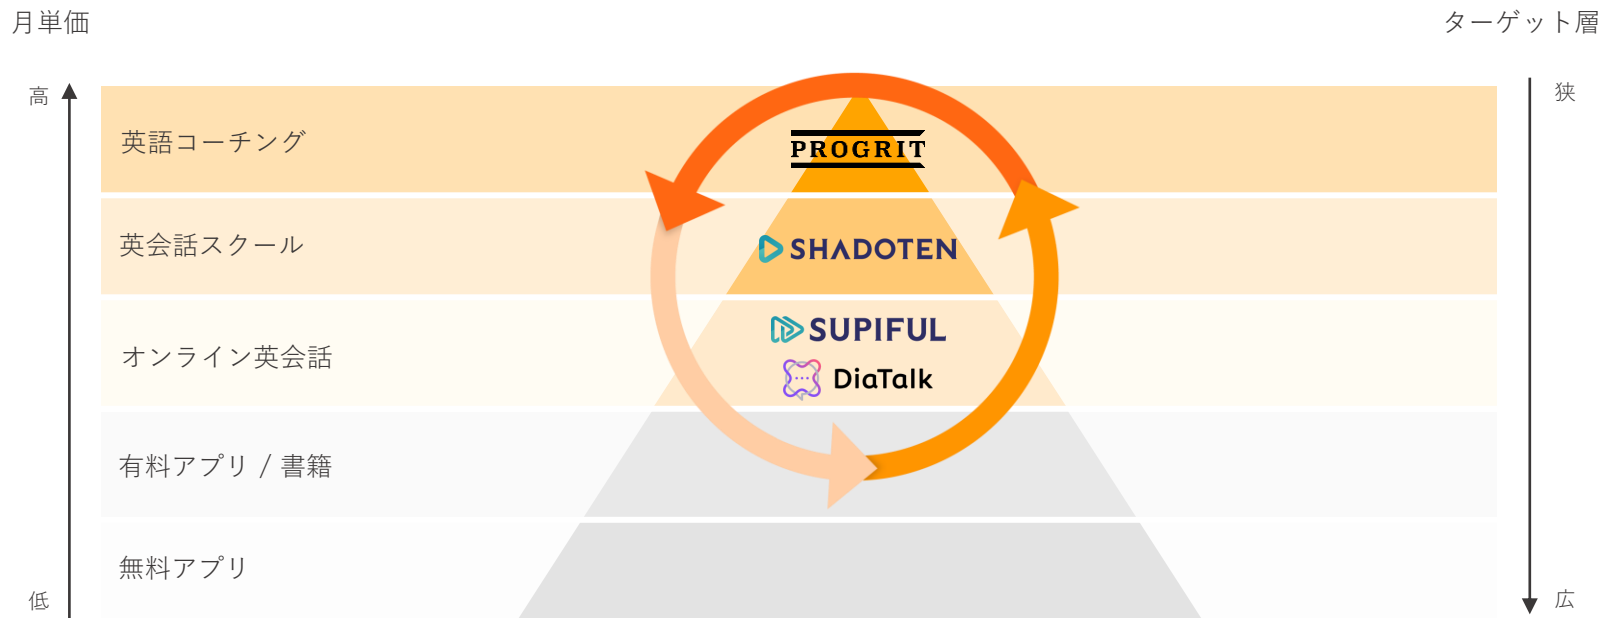 月単価
ターゲット層
高
狭
英語コーチング
PROGRIT
英会話スクール
SHADOTEN
オンライン英会話
SUPIFUL
DiaTalk
有料アプリ / 書籍
無料アプリ
低
広